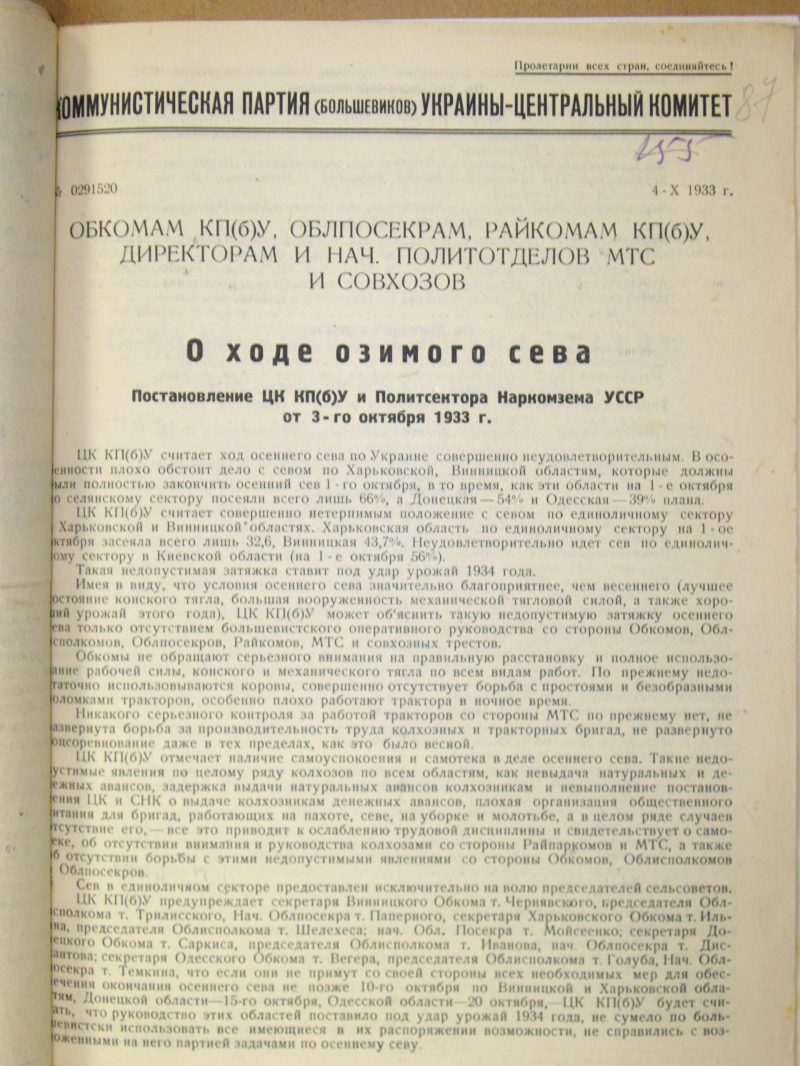 Пролетарии всех стран, соединяйтесь!
КОММУНИСТИЧЕСКАЯ ПАРТИЯ (БОЛЬШЕВИКОВ) УКРАИНЫ-ЦЕНТРАЛЬНЫЙ КОМИТЕТ
87
155
№ 0291520 4-X 1933 г.
ОБКОМАМ КП(б)У, ОБЛПОСЕКРАМ, РАЙКОМАМ КП(б)У,
ДИРЕКТОРАМ И НАЧ. ПОЛИТОТДЕЛОВ МТС
И СОВХОЗОВ
О ходе озимого сева
Постановление ЦК КП(б)У и Политсектора Наркомзема УССР
от 3-го октября 1933 г.
ЦК КП(б)У считает ход осеннего сева по Украине совершенно неудовлетворительным. В осо-
енности плохо обстоит дело с севом по Харьковской, Винницкой областям, которые должны
ыли полностью закончить осенний сев 1-го октября, в то время, как эти области на 1-е октября
о селянскому сектору посеяли всего лишь 66%, а Донецкая—54% и Одесская—39% плана.
ЦК КП(б)У считает совершенно нетерпимым положение с севом по единоличному сектору
Харьковской и Винницкой областях. Харьковская область по единоличному сектору на 1-ое
ктября засеяла всего лишь 32,6, Винницкая 43,7%. Неудовлетворительно идет сев по единолич-
ому сектору в Киевской области (на 1-е октября 56%).
Такая недопустимая затяжка ставит под удар урожай 1934 года.
Имея в виду, что условия осеннего сева значительно благоприятнее, чем весеннего (лучшее
остояние конского тягла, большая вооруженность механической тягловой силой, а также хоро-
ий урожай этого года), ЦК КП(б)У может об'яснить такую недопустимую затяжку осеннего
ева только отсутствием большевистского оперативного руководства со стороны Обкомов, Обл-
сполкомов, Облпосекров, Райкомов, МТС и совхозных трестов.
Обкомы не обращают серьезного внимания на правильную расстановку и полное использо-
ание рабочей силы, конского и механического тягла по всем видам работ. По прежнему недо-
таточно использовываются коровы, совершенно отсутствует борьба с простоями и безобразными
оломками тракторов, особенно плохо работают трактора в ночное время.
Никакого серьезного контроля за работой тракторов со стороны МТС по прежнему нет, не
азвернута борьба за производительность труда колхозных и тракторных бригад, не развернуто
оцсоревнование даже в тех пределах, как это было весной.
ЦК КП(б)У отмечает наличие самоуспокоения и самотека в деле осеннего сева. Такие недо-
устимые явления по целому ряду колхозов по всем областям, как невыдача натуральных и де-
ежных авансов, задержка выдачи натуральных авансов колхозникам и невыполнение постанов-
ения ЦК и СНК о выдаче колхозникам денежных авансов, плохая организация общественного
итания для бригад, работающих на пахоте, севе, на уборке и молотьбе, а в целом ряде случаев
тсутствие его,—все это приводит к ослаблению трудовой дисциплины и свидетельствует о само-
еке, об отсутствии внимания и руководства колхозами со стороны Райпаркомов и МТС, а также
б отсутствии борьбы с этими недопустимыми явлениями со стороны Обкомов, Облисполкомов
Облпосекров.
Сев в единоличном секторе предоставлен исключительно на волю председателей сельсоветов.
ЦК КП(б)У предупреждает секретаря Винницкого Обкома т. Чернявского, председателя Обл-
сполкома т. Трилисского, Нач. Облпосекра т. Паперного, секретаря Харьковского Обкома т. Иль-
на, председателя Облисполкома т. Шелехеса; нач. Обл. Посекра т. Мойсеенко; секретаря До-
ецкого Обкома т. Саркиса, председателя Облисполкома т. Иванова, нач. Облпосекра т. Дис-
антова; секретаря Одесского Обкома т. Вегера, председателя Облисполкома т. Голуба, Нач. Обл-
осекра т. Темкина, что если они не примут со своей стороны всех необходимых мер для обес-
ечения окончания осеннего сева не позже 10-го октября по Винницкой и Харьковской обла-
тям, Донецкой области—15-го октября, Одесской области—20 октября,—ЦК КП(б)У будет счи-
ать, что руководство этих областей поставило под удар урожай 1934 года, не сумело по боль-
евистски использовать все имеющиеся в их распоряжении возможности, не справились с воз-
оженными на него партией задачами по осеннему севу.